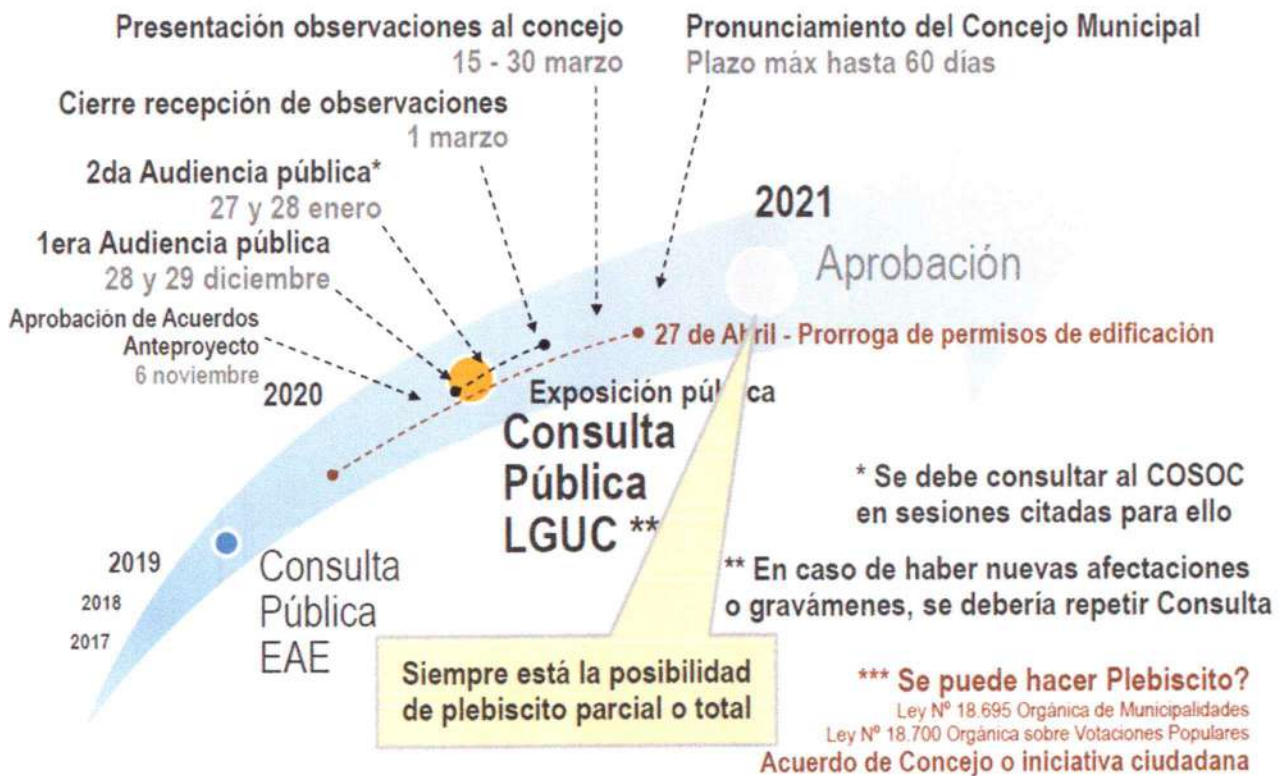 Presentación observaciones al concejo
15 - 30 marzo
Pronunciamiento del Concejo Municipal
Plazo máx hasta 60 días
Cierre recepción de observaciones
1 marzo
2da Audiencia pública*
27 y 28 enero
1era Audiencia pública
28 y 29 diciembre
Aprobación de Acuerdos
Anteproyecto
6 noviembre
2021
Aprobación
27 de Abril - Prorroga de permisos de edificación
2020
Exposición pública
Consulta
Pública
LGUC **
2019
2018
2017
Consulta
Pública
EAE
* Se debe consultar al COSOC
en sesiones citadas para ello
** En caso de haber nuevas afectaciones
o gravámenes, se debería repetir Consulta
Siempre está la posibilidad
de plebiscito parcial o total
*** Se puede hacer Plebiscito?
Ley Nº 18.695 Orgánica de Municipalidades
Ley Nº 18.700 Orgánica sobre Votaciones Populares
Acuerdo de Concejo o iniciativa ciudadana